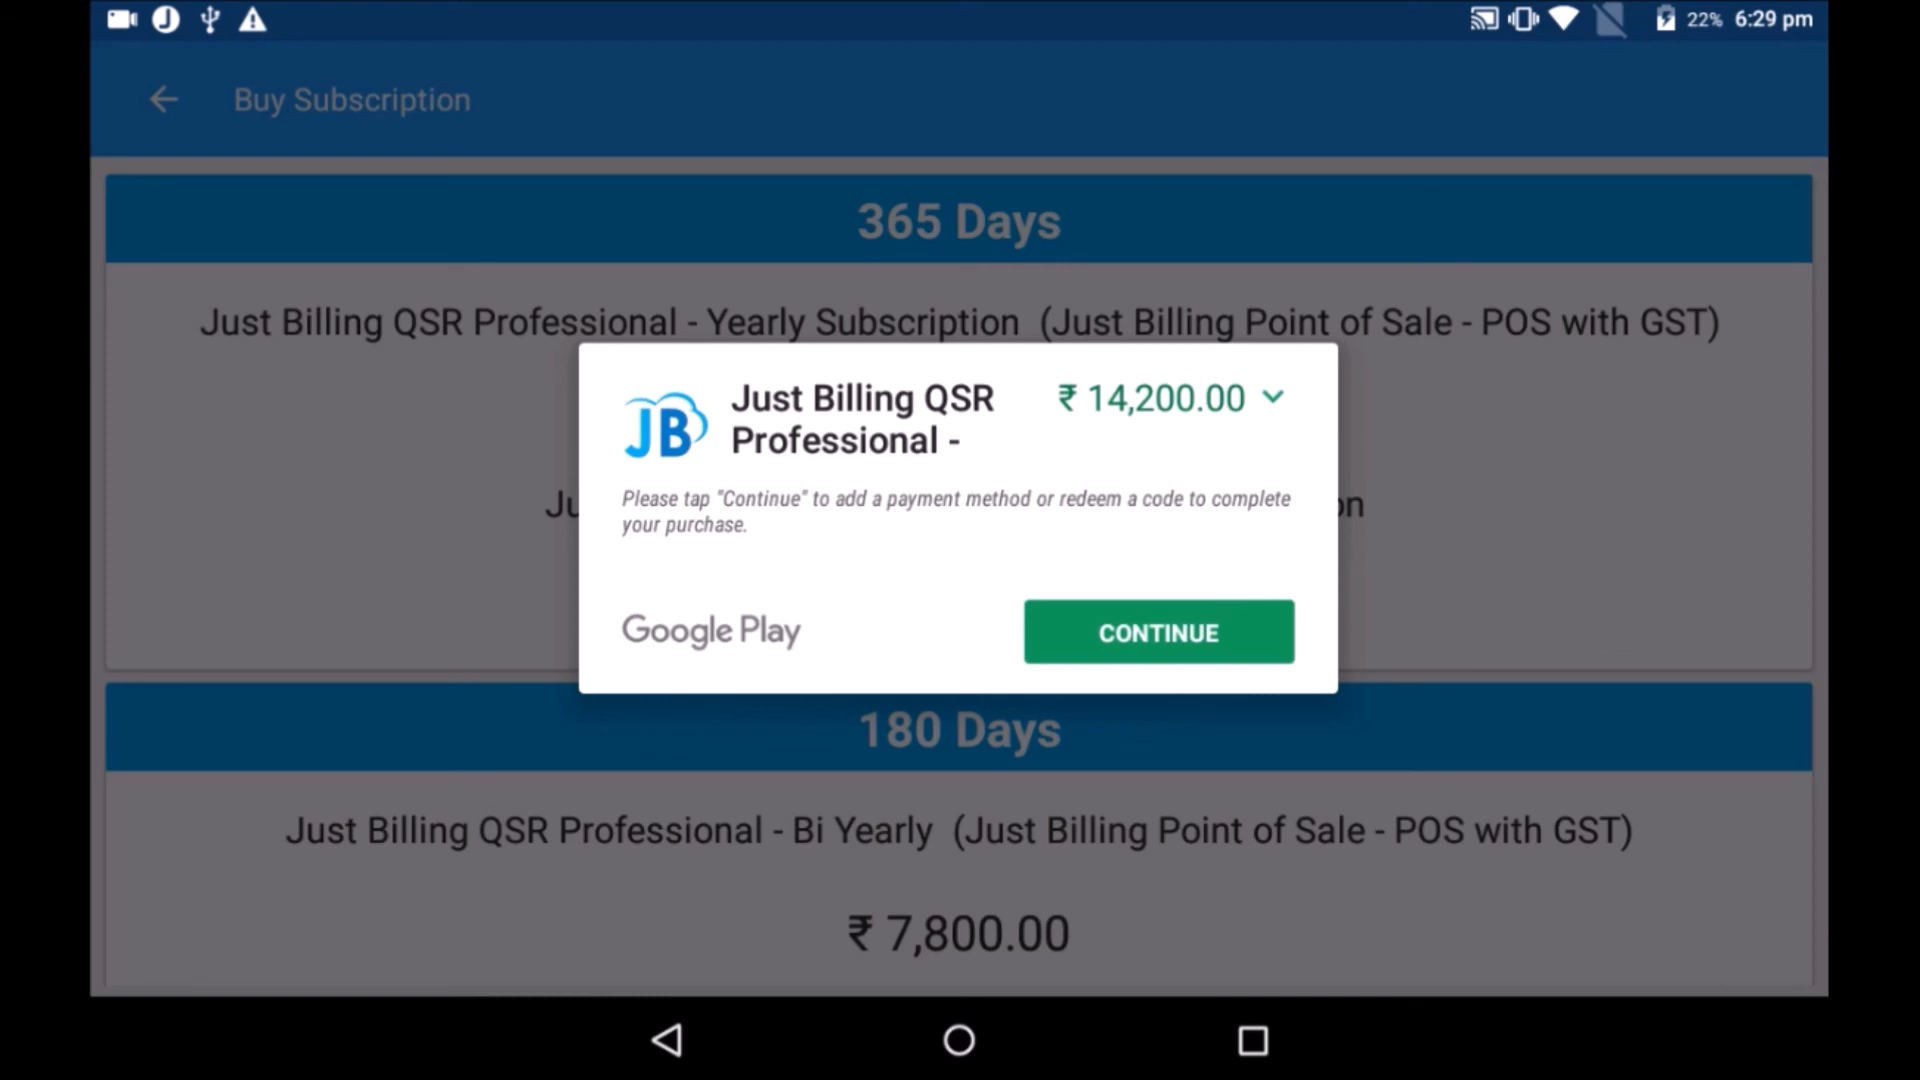 22% 6:29 pm
Buy Subscription
365 Days
Just Billing QSR Professional - Yearly Subscription (Just Billing Point of Sale - POS with GST)
JB
Just Billing QSR
Professional -
₹ 14,200.00
Please tap "Continue" to add a payment method or redeem a code to complete
your purchase.
Google Play
CONTINUE
180 Days
Just Billing QSR Professional - Bi Yearly (Just Billing Point of Sale - POS with GST)
₹ 7,800.00